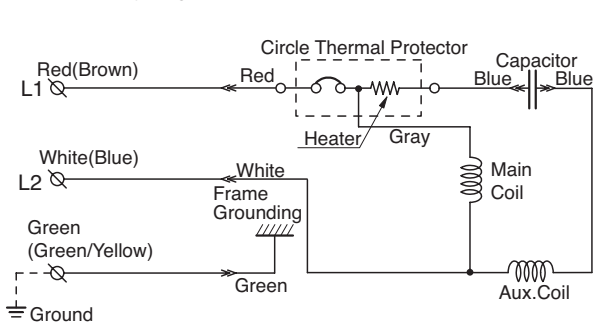 Circle Thermal Protector
Capacitor
Red(Brown)
Red
Blue
Blue
L1
Heater
Gray
White(Blue)
L2
White
Main
Coil
Frame
Grounding
Green
(Green/Yellow)
Green
Aux.Coil
Ground